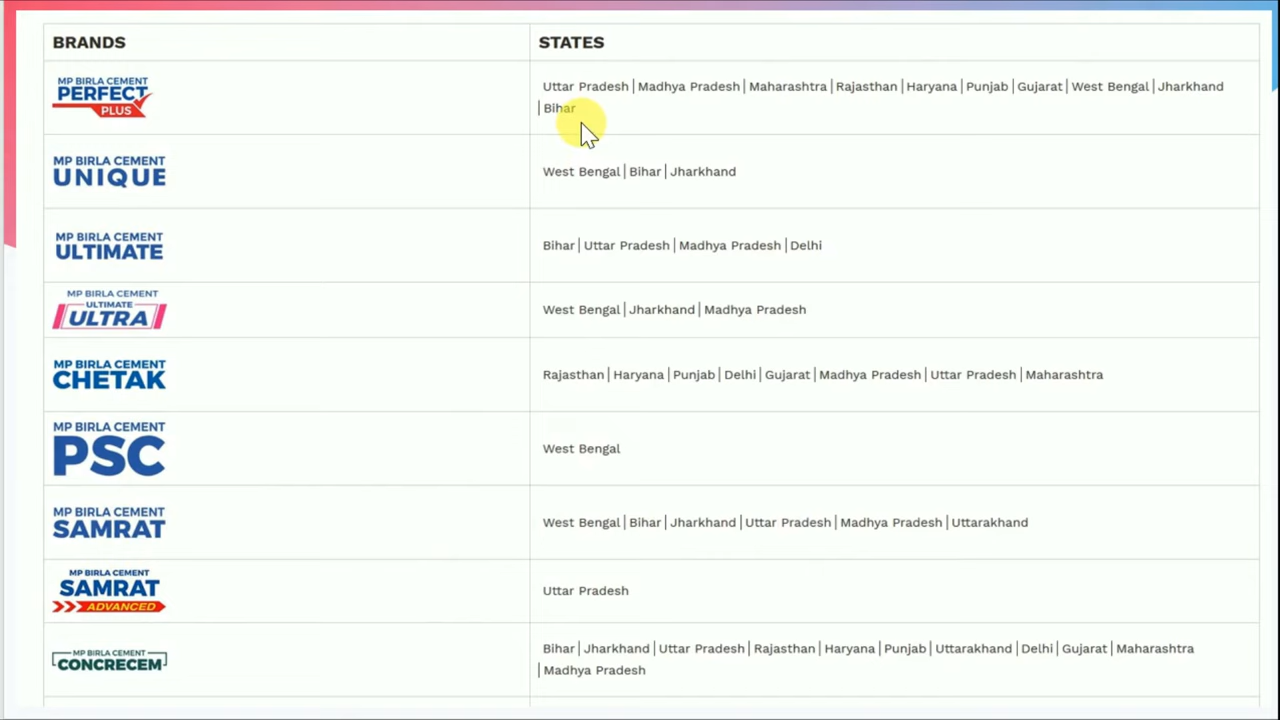 BRANDS STATES
MP BIRLA CEMENT
PERFECT
PLUS
Uttar Pradesh | Madhya Pradesh | Maharashtra | Rajasthan | Haryana | Punjab | Gujarat | West Bengal | Jharkhand
| Bihar
MP BIRLA CEMENT
UNIQUE
West Bengal | Bihar | Jharkhand
MP BIRLA CEMENT
ULTIMATE
Bihar | Uttar Pradesh | Madhya Pradesh | Delhi
MP BIRLA CEMENT
ULTIMATE
ULTRA
West Bengal | Jharkhand | Madhya Pradesh
MP BIRLA CEMENT
CHETAK
Rajasthan | Haryana | Punjab | Delhi | Gujarat | Madhya Pradesh | Uttar Pradesh | Maharashtra
MP BIRLA CEMENT
PSC
West Bengal
MP BIRLA CEMENT
SAMRAT
West Bengal | Bihar | Jharkhand | Uttar Pradesh | Madhya Pradesh | Uttarakhand
MP BIRLA CEMENT
SAMRAT
ADVANCED
Uttar Pradesh
MP BIRLA CEMENT
CONCRECEM
Bihar | Jharkhand | Uttar Pradesh | Rajasthan | Haryana | Punjab | Uttarakhand | Delhi | Gujarat | Maharashtra
| Madhya Pradesh